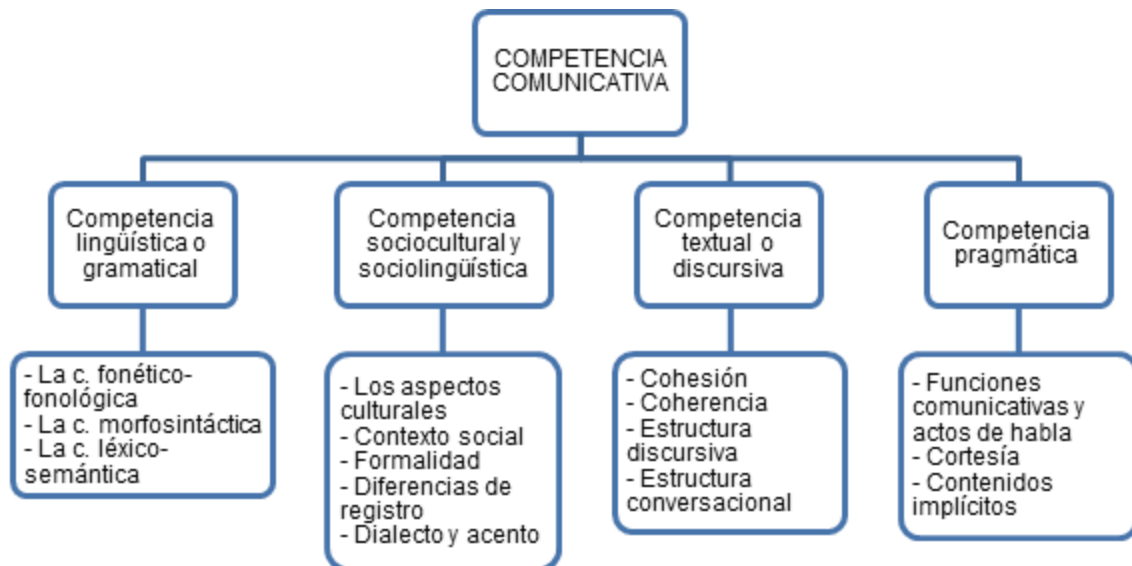 COMPETENCIA
COMUNICATIVA
Competencia
lingüística o
gramatical
Competencia
sociocultural y
sociolingüística
Competencia
textual o
discursiva
Competencia
pragmática
- La c. fonético-
fonológica
- La c. morfosintáctica
- La c. léxico-
semántica
- Los aspectos
culturales
- Contexto social
- Formalidad
- Diferencias de
registro
- Dialecto y acento
- Cohesión
- Coherencia
- Estructura
discursiva
- Estructura
conversacional
- Funciones
comunicativas y
actos de habla
- Cortesía
- Contenidos
implícitos